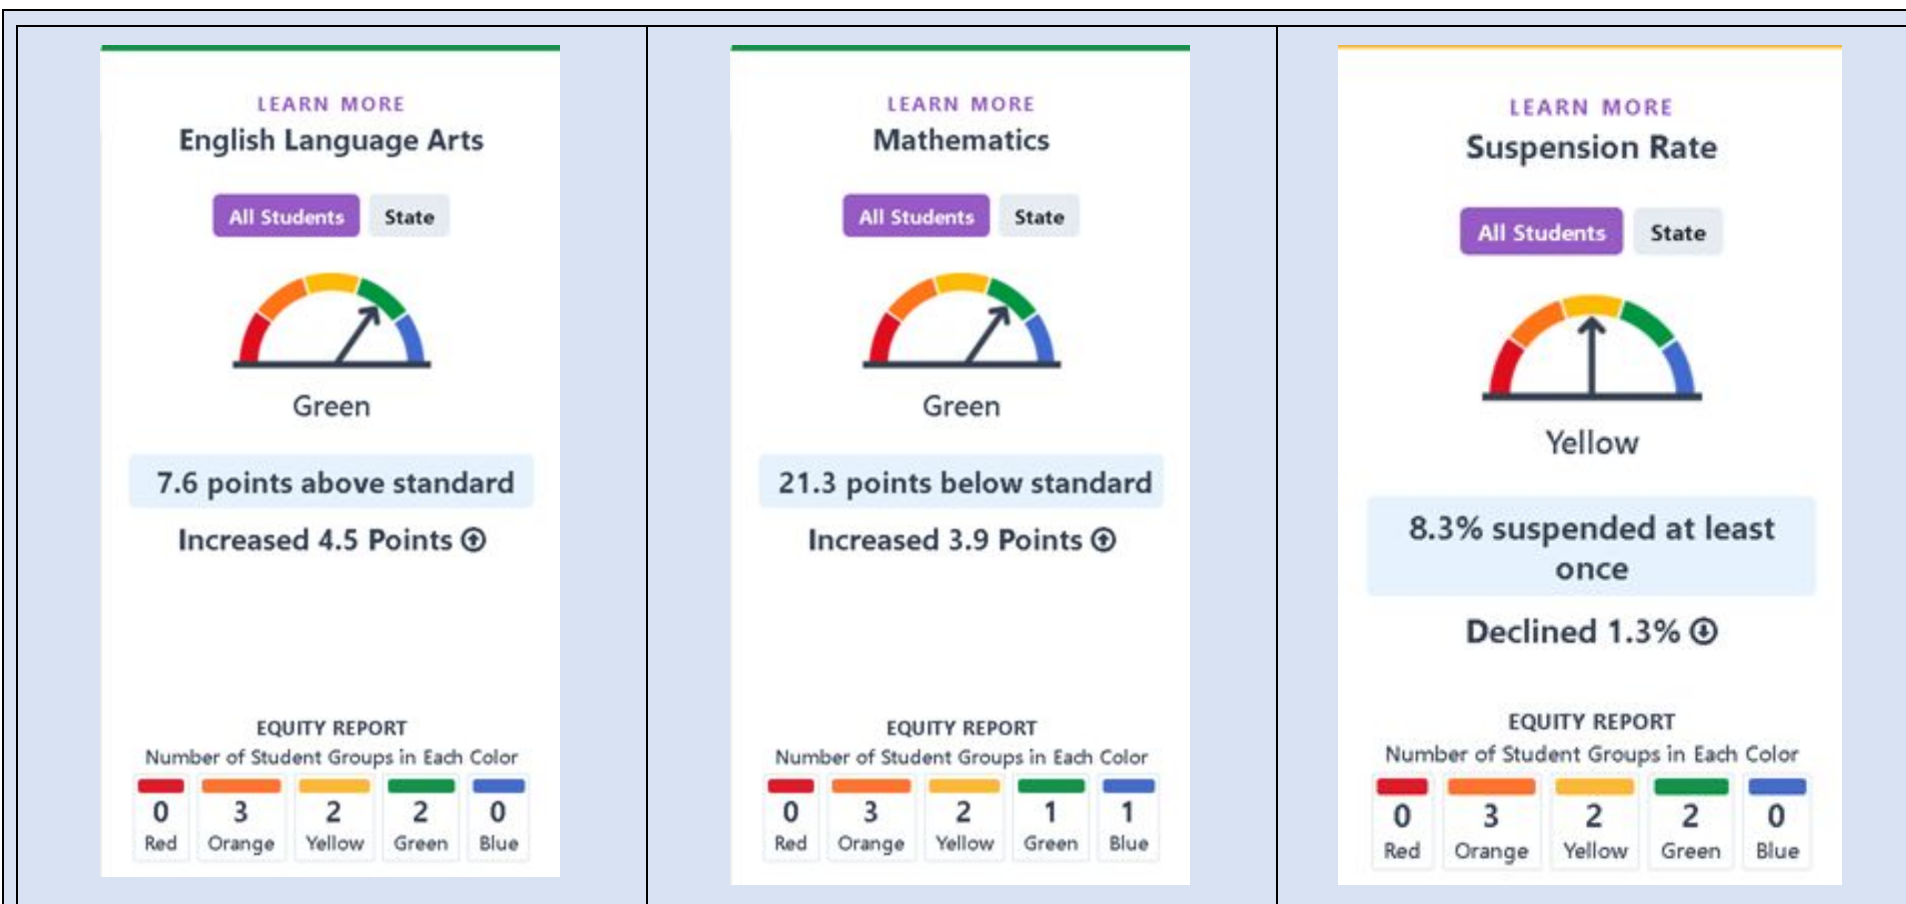 LEARN MORE
English Language Arts
All Students State
Green
7.6 points above standard
Increased 4.5 Points
EQUITY REPORT
Number of Student Groups in Each Color
0 3 2 2 0
Red Orange Yellow Green Blue
LEARN MORE
Mathematics
All Students State
Green
21.3 points below standard
Increased 3.9 Points
EQUITY REPORT
Number of Student Groups in Each Color
0 3 2 1 1
Red Orange Yellow Green Blue
LEARN MORE
Suspension Rate
All Students State
Yellow
8.3% suspended at least
once
Declined 1.3%
EQUITY REPORT
Number of Student Groups in Each Color
0 3 2 2 0
Red Orange Yellow Green Blue